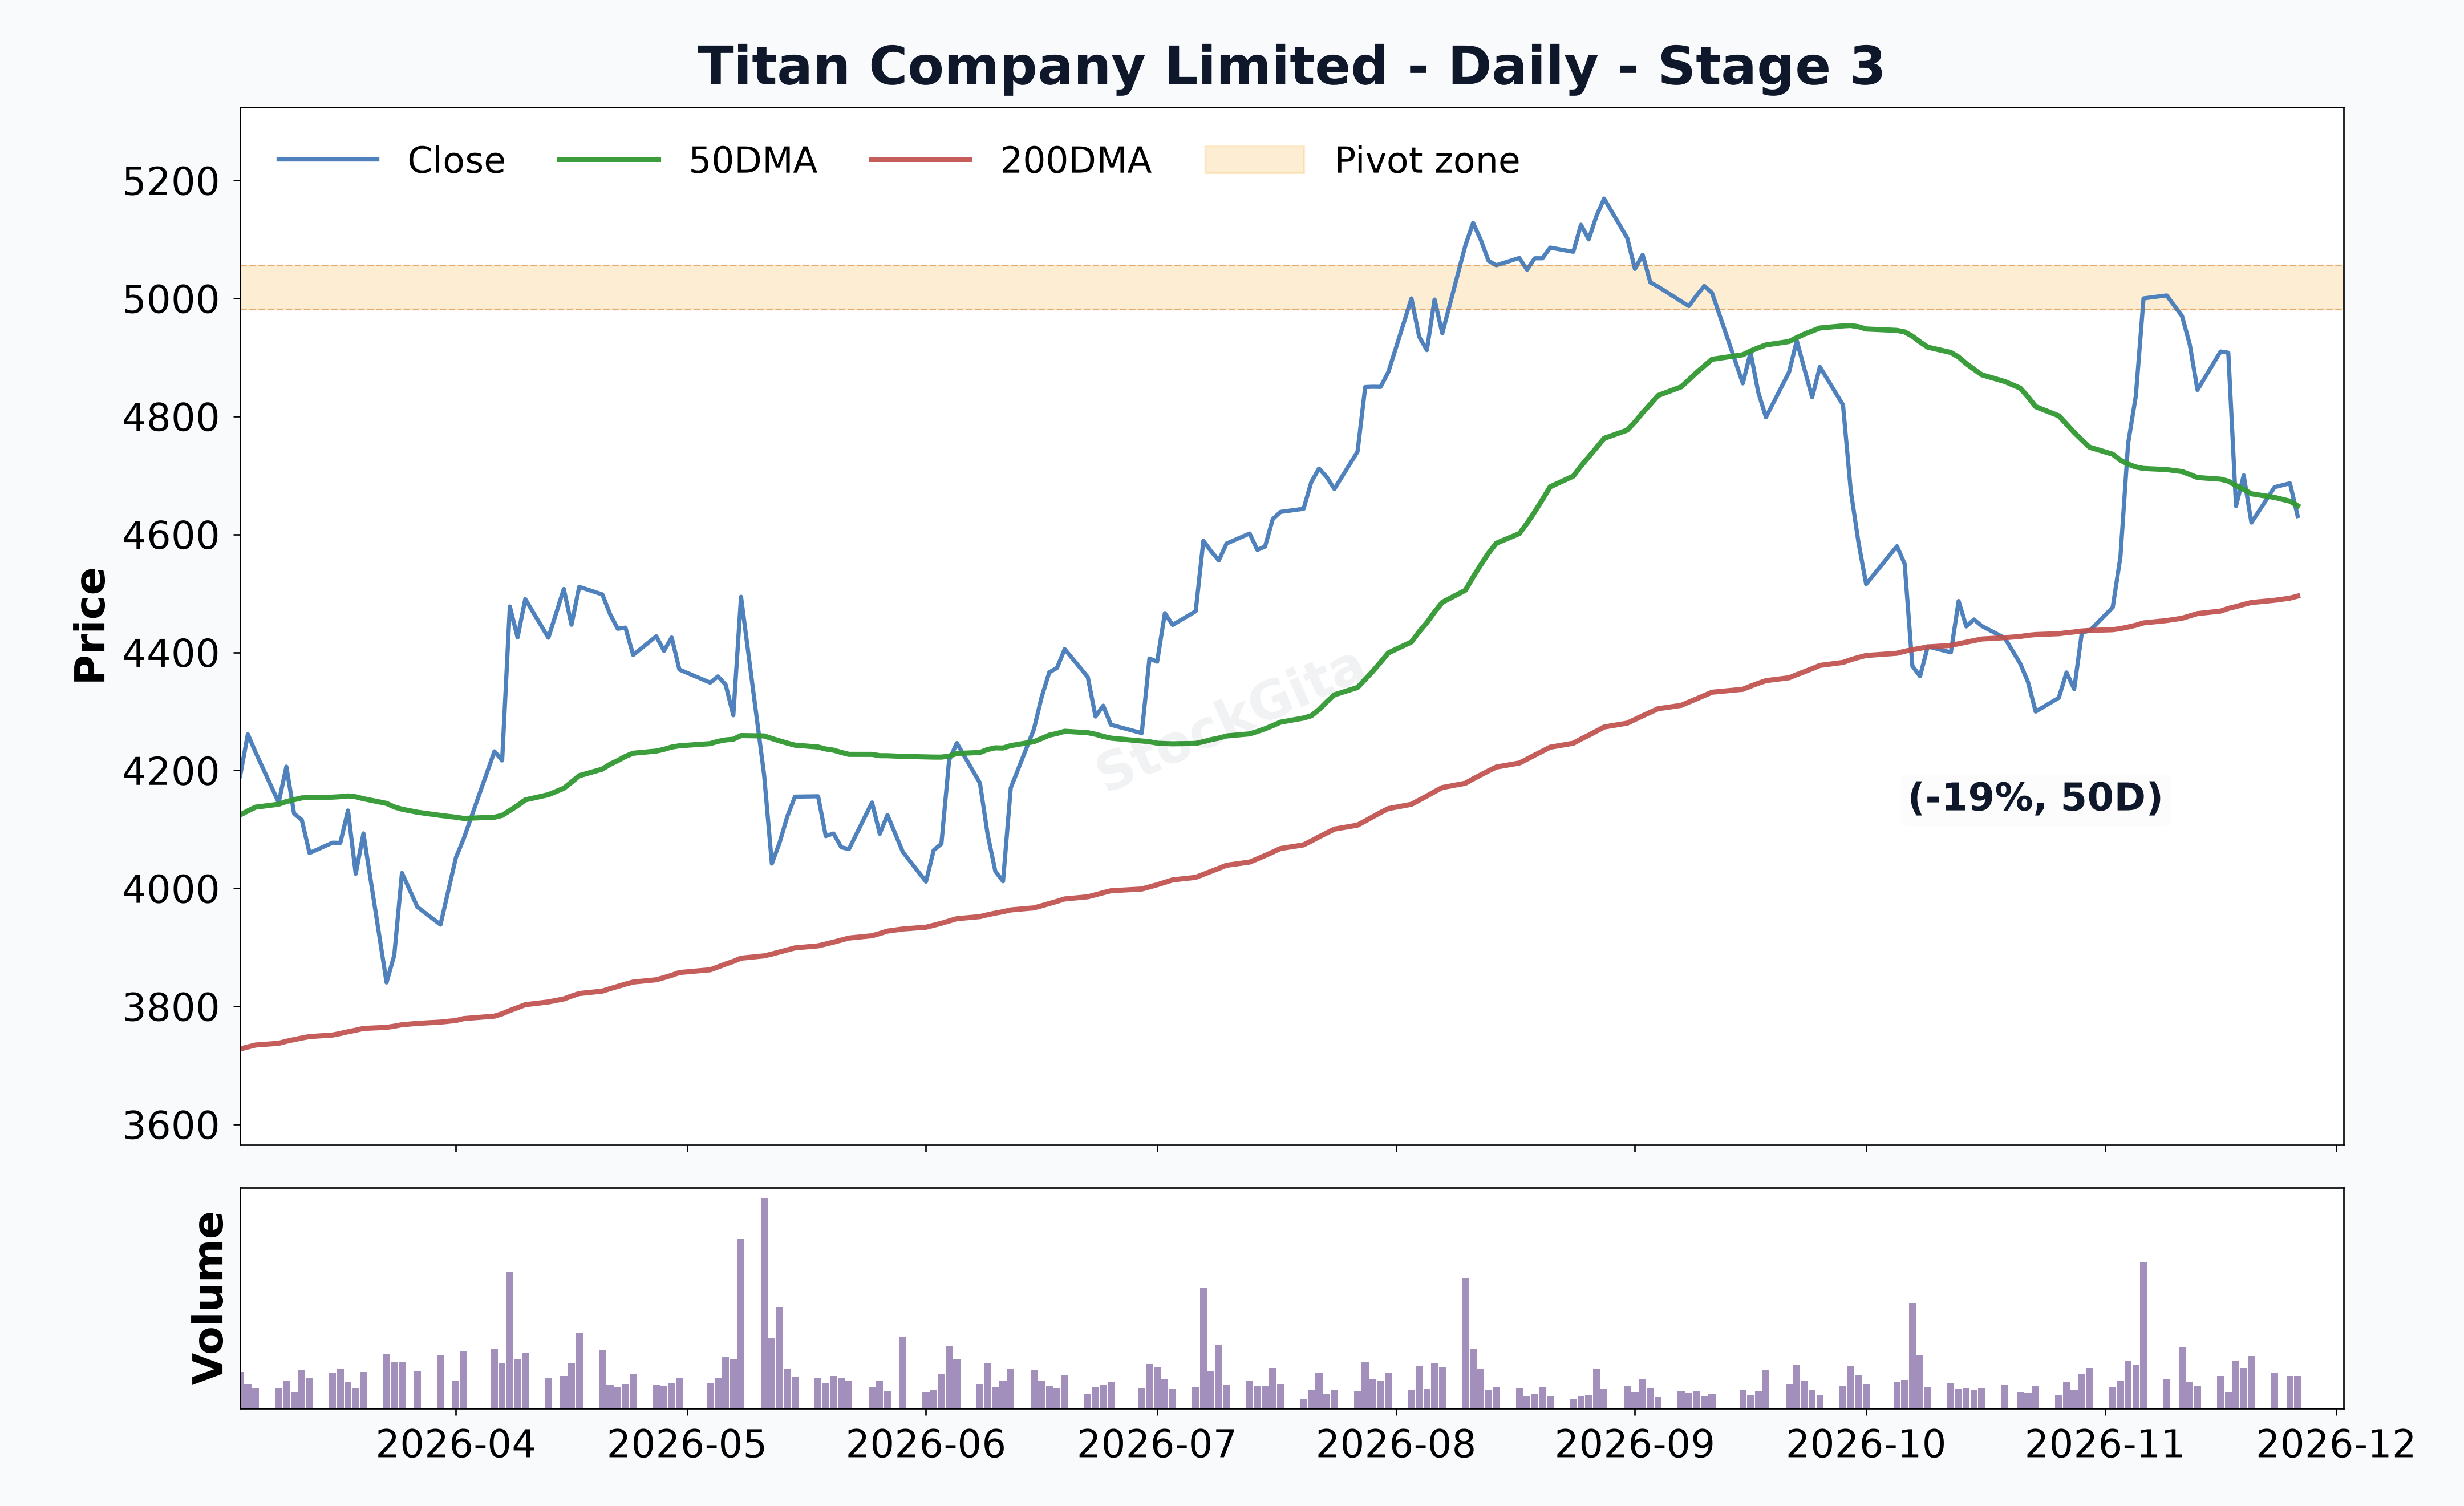 Titan Company Limited - Daily - Stage 3
Close 50DMA 200DMA Pivot zone
5200
5000
4800
4600
4400
4200
4000
3800
3600
Price
StockGita
(-19%, 50D)
Volume
2026-04 2026-05 2026-06 2026-07 2026-08 2026-09 2026-10 2026-11 2026-12